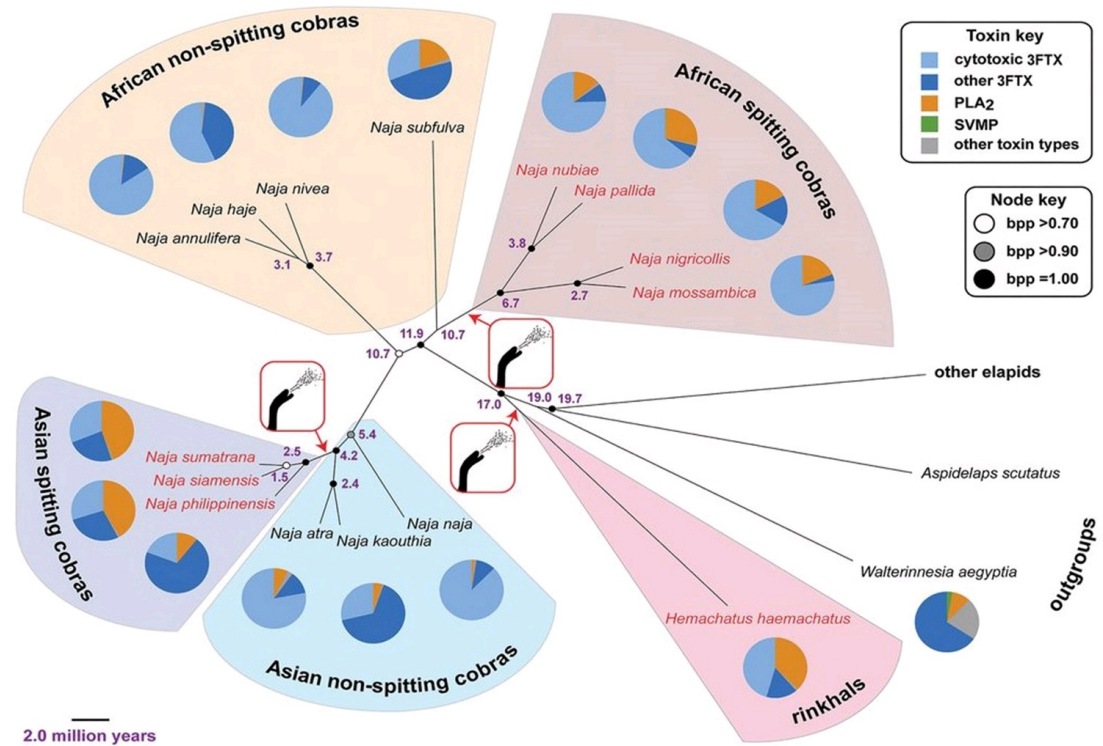 African non-spitting cobras
Naja subfulva
Naja nivea
Naja haje
Naja annulifera
3.1
3.7
African spitting cobras
Naja nubiae
Naja pallida
3.8
Naja nigricollis
Naja mossambica
6.7
2.7
Toxin key
cytotoxic 3FTX
other 3FTX
PLA2
SVMP
other toxin types
Node key
bpp >0.70
bpp >0.90
bpp =1.00
11.9
10.7
10.7
17.0
19.0
19.7
other elapids
Aspidelaps scutatus
Walterinnesia aegyptia
outgroups
Hemachatus haemachatus
rinkhals
Asian spitting cobras
Naja sumatrana
Naja siamensis
Naja philippinensis
2.5
1.5
5.4
4.2
2.4
Naja atra
Naja kaouthia
Naja naja
Asian non-spitting cobras
2.0 million years